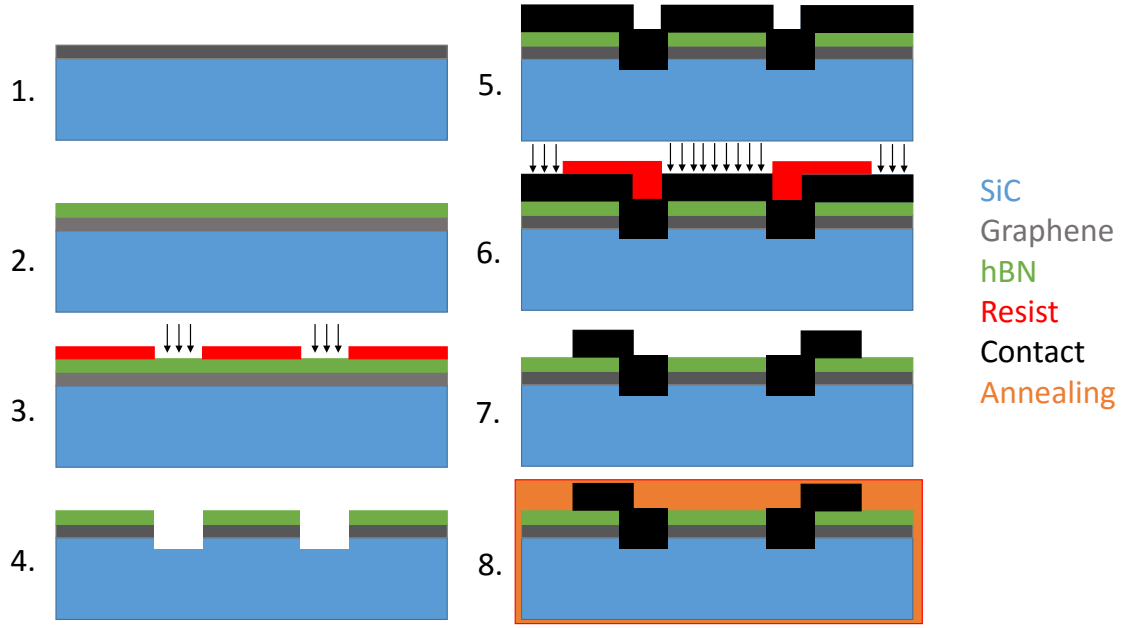 1.
2.
3.
4.
5.
6.
7.
8.
SiC
Graphene
hBN
Resist
Contact
Annealing